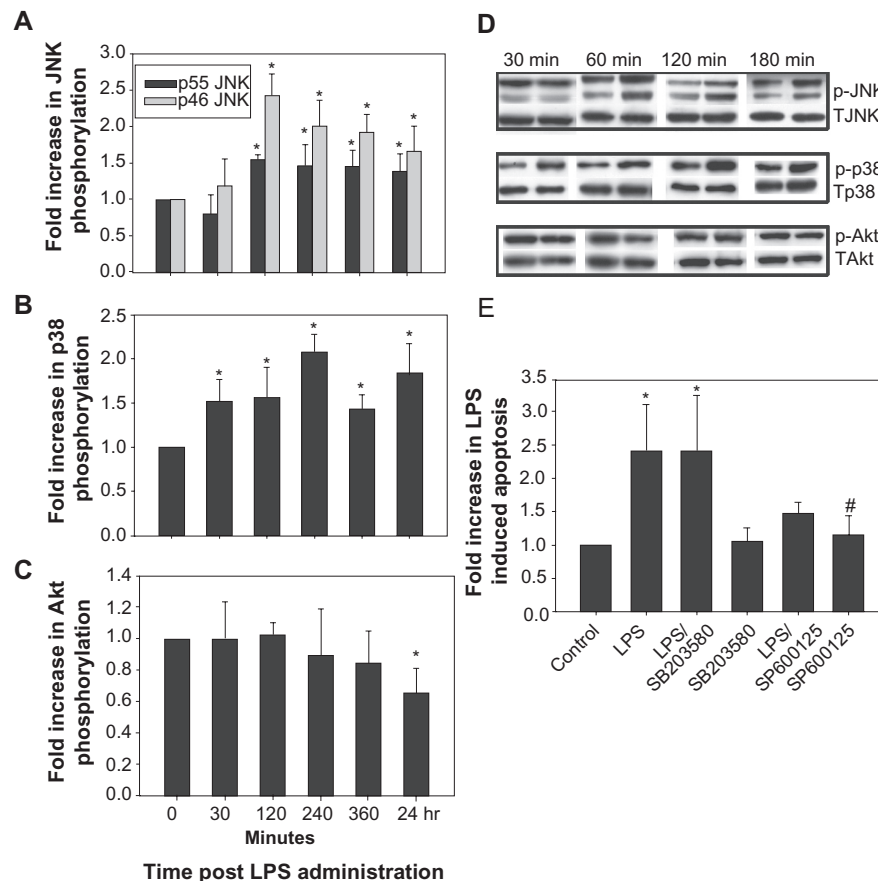 A
Fold increase in JNK
phosphorylation
3.0
2.5
2.0
1.5
1.0
0.5
0.0
p55 JNK
p46 JNK
*
*
*
*
*
*
*
*
B
Fold increase in p38
phosphorylation
2.5
2.0
1.5
1.0
0.5
0.0
*
*
*
*
*
C
Fold increase in Akt
phosphorylation
1.4
1.2
1.0
0.8
0.6
0.4
0.2
0.0
*
0
30
120
240
360
24 hr
Minutes
Time post LPS administration
D
30 min
60 min
120 min
180 min
p-JNK
TJNK
p-p38
Tp38
p-Akt
TAkt
E
Fold increase in LPS
induced apoptosis
3.5
3.0
2.5
2.0
1.5
1.0
0.5
0.0
*
*
#
Control
LPS
LPS/
SB203580
SB203580
LPS/
SP600125
SP600125